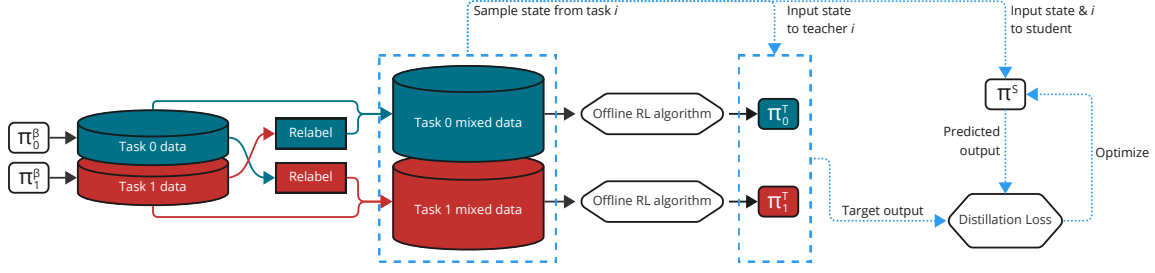 Sample state from task i
Input state
to teacher i
Input state & i
to student
π₀ᵝ
π₁ᵝ
Task 0 data
Task 1 data
Relabel
Relabel
Task 0 mixed data
Task 1 mixed data
Offline RL algorithm
Offline RL algorithm
π₀ᵀ
π₁ᵀ
πˢ
Predicted
output
Optimize
Target output
Distillation Loss